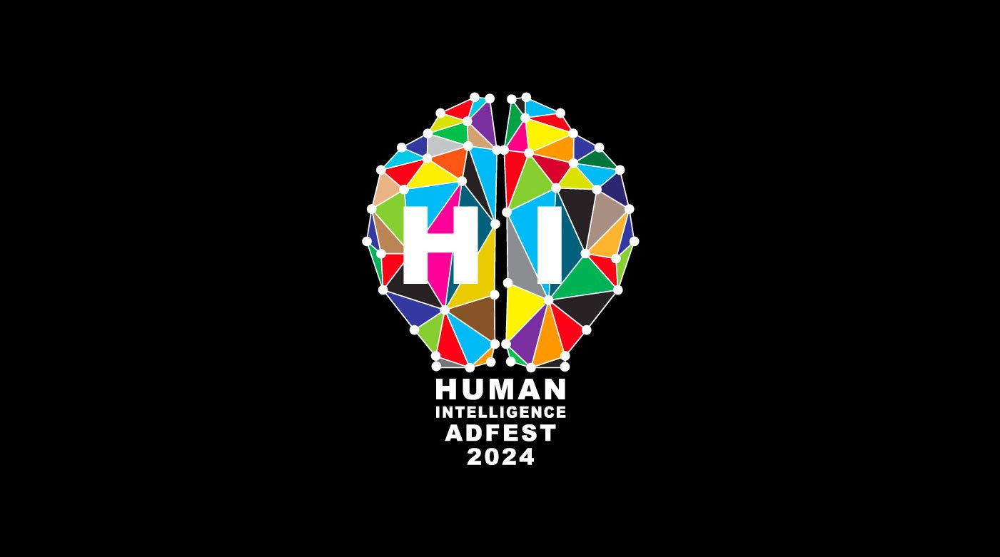 HI
HUMAN
INTELLIGENCE
ADFEST
2024